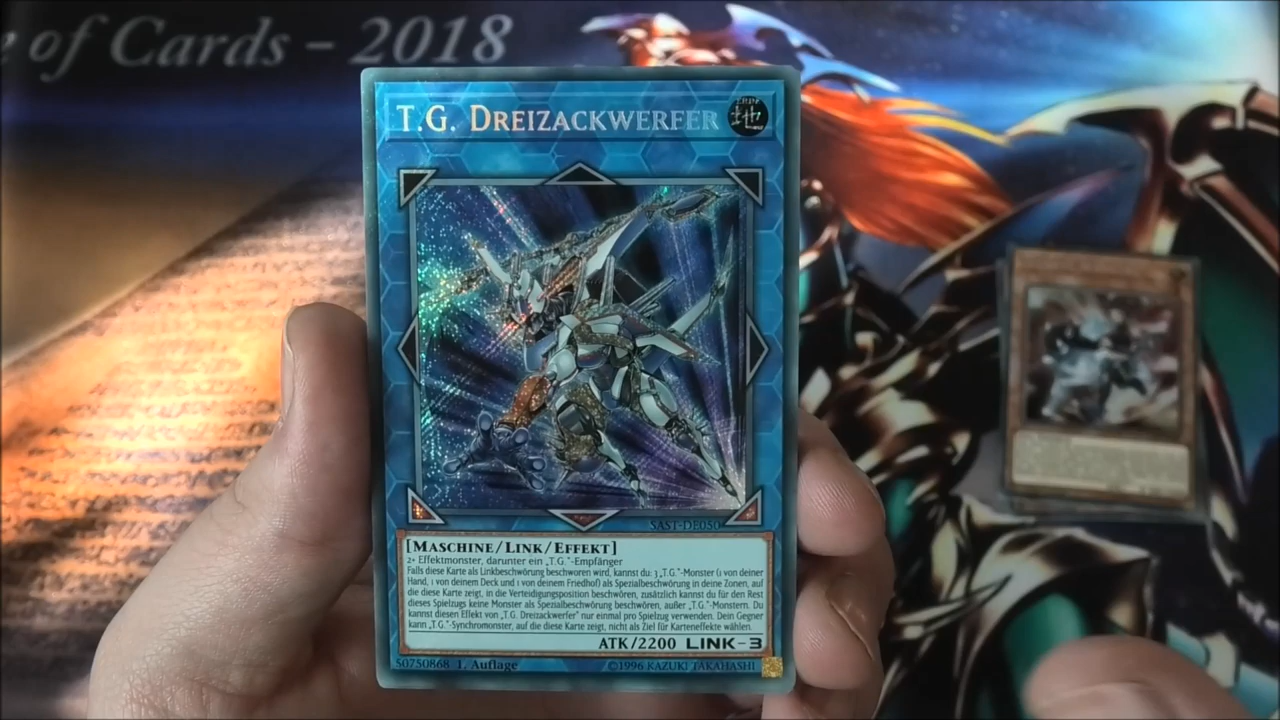 e of Cards – 2018
T.G. Dreizackwerfer
SAST-DE050
[Maschine/Link/Effekt]
2+ Effektmonster, darunter ein „T.G."-Empfänger
Falls diese Karte als Linkbeschwörung beschworen wird, kannst du: 3 „T.G."-Monster (1 von deiner
Hand, 1 von deinem Deck und 1 von deinem Friedhof) als Spezialbeschwörung in deine Zonen, auf
die diese Karte zeigt, in die Verteidigungsposition beschwören, zusätzlich kannst du für den Rest
dieses Spielzugs keine Monster als Spezialbeschwörung beschwören, außer „T.G."-Monstern. Du
kannst diesen Effekt von „T.G. Dreizackwerfer" nur einmal pro Spielzug verwenden. Dein Gegner
kann „T.G."-Synchromonster, auf die diese Karte zeigt, nicht als Ziel für Karteneffekte wählen.
ATK/2200 LINK-3
50750868 1. Auflage ©1996 KAZUKI TAKAHASHI